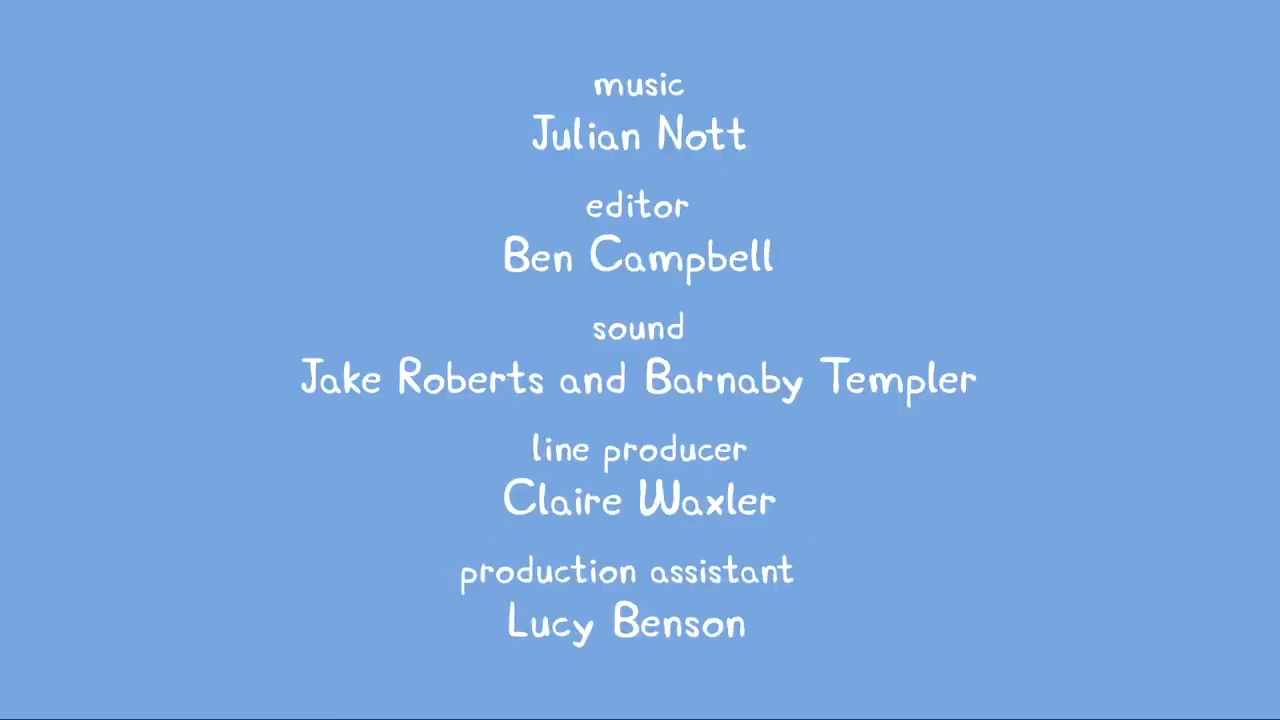 music
Julian Nott
editor
Ben Campbell
sound
Jake Roberts and Barnaby Templer
line producer
Claire Waxler
production assistant
Lucy Benson